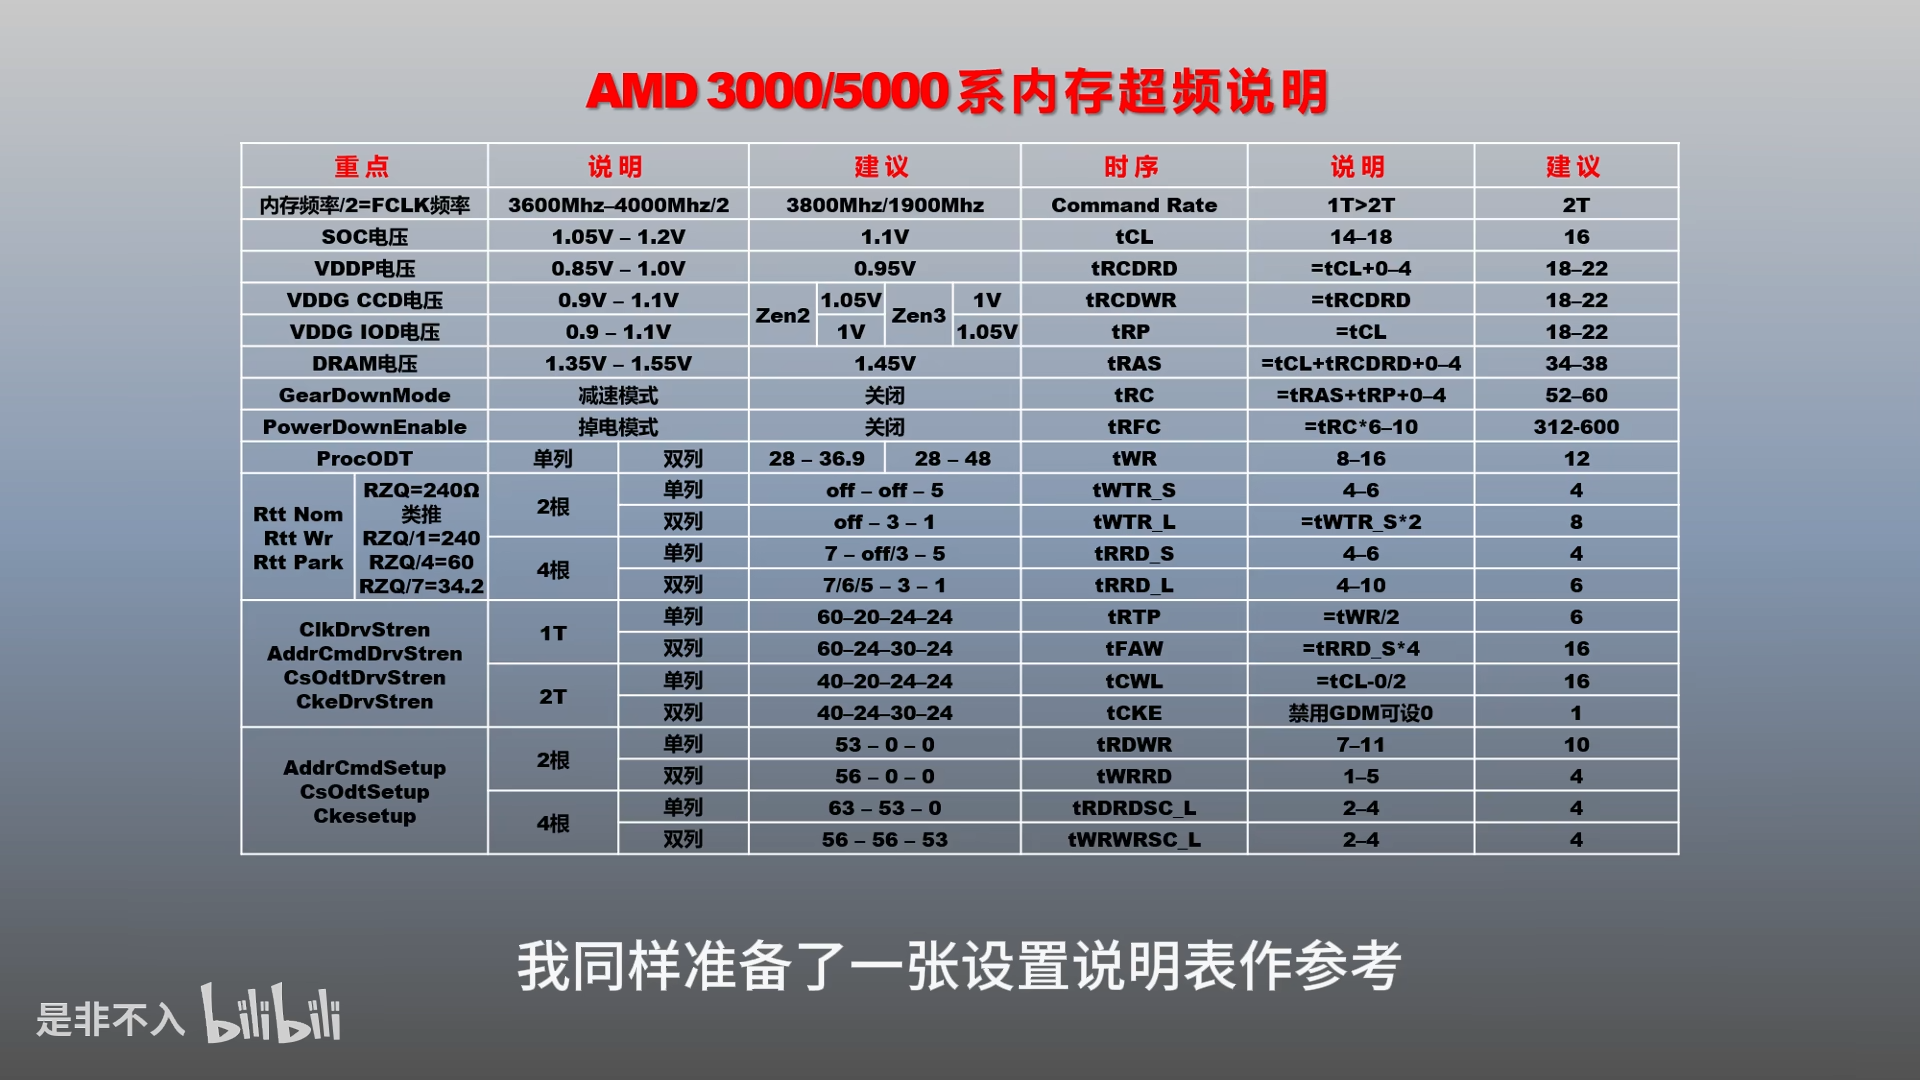 AMD 3000/5000系内存超频说明
重点 说明 建议 时序 说明 建议
内存频率/2=FCLK频率 3600Mhz–4000Mhz/2 3800Mhz/1900Mhz Command Rate 1T>2T 2T
SOC电压 1.05V – 1.2V 1.1V tCL 14–18 16
VDDP电压 0.85V – 1.0V 0.95V tRCDRD =tCL+0–4 18–22
VDDG CCD电压 0.9V – 1.1V Zen2 1.05V Zen3 1V tRCDWR =tRCDRD 18–22
VDDG IOD电压 0.9 – 1.1V 1V 1.05V tRP =tCL 18–22
DRAM电压 1.35V – 1.55V 1.45V tRAS =tCL+tRCDRD+0–4 34–38
GearDownMode 减速模式 关闭 tRC =tRAS+tRP+0–4 52–60
PowerDownEnable 掉电模式 关闭 tRFC =tRC*6–10 312-600
ProcODT 单列 双列 28 – 36.9 28 – 48 tWR 8–16 12
Rtt Nom
Rtt Wr
Rtt Park
RZQ=240Ω
类推
RZQ/1=240
RZQ/4=60
RZQ/7=34.2
2根 单列 off – off – 5 tWTR_S 4–6 4
双列 off – 3 – 1 tWTR_L =tWTR_S*2 8
4根 单列 7 – off/3 – 5 tRRD_S 4–6 4
双列 7/6/5 – 3 – 1 tRRD_L 4–10 6
ClkDrvStren
AddrCmdDrvStren
CsOdtDrvStren
CkeDrvStren
1T 单列 60–20–24–24 tRTP =tWR/2 6
双列 60–24–30–24 tFAW =tRRD_S*4 16
2T 单列 40–20–24–24 tCWL =tCL-0/2 16
双列 40–24–30–24 tCKE 禁用GDM可设0 1
AddrCmdSetup
CsOdtSetup
Ckesetup
2根 单列 53 – 0 – 0 tRDWR 7–11 10
双列 56 – 0 – 0 tWRRD 1–5 4
4根 单列 63 – 53 – 0 tRDRDSC_L 2–4 4
双列 56 – 56 – 53 tWRWRSC_L 2–4 4
我同样准备了一张设置说明表作参考
是非不入 bilibili